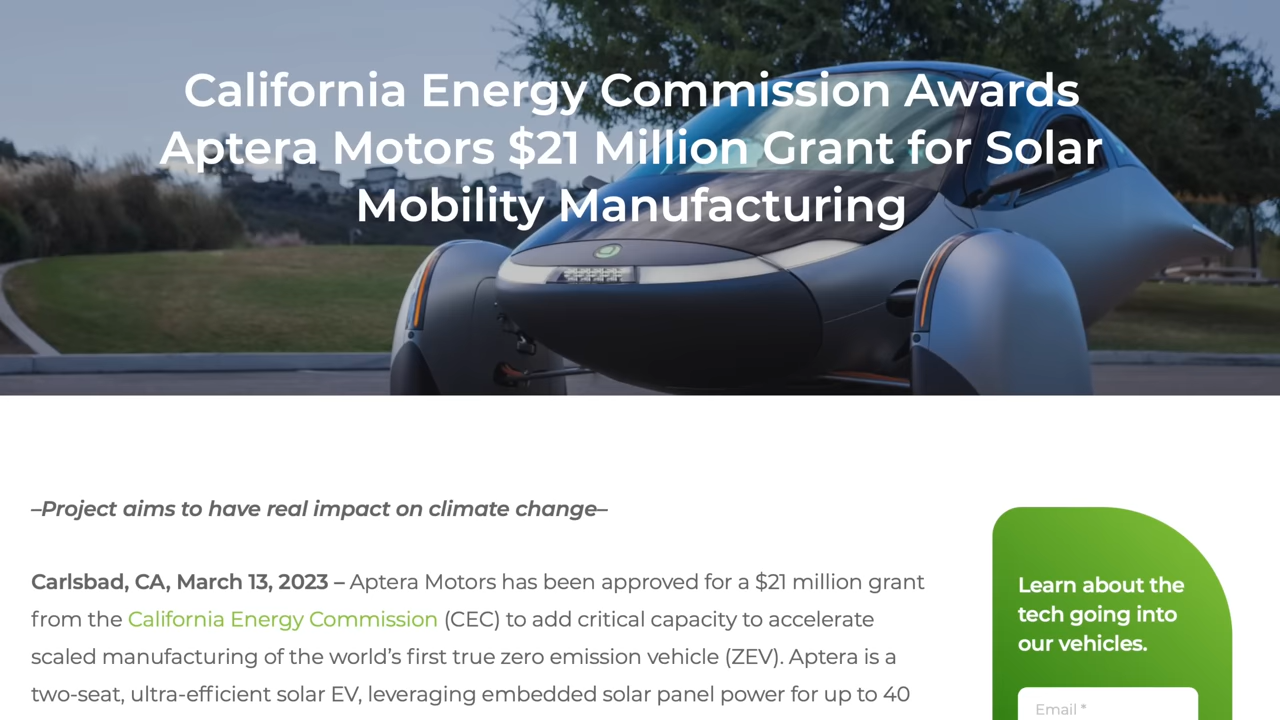 California Energy Commission Awards
Aptera Motors $21 Million Grant for Solar
Mobility Manufacturing
–Project aims to have real impact on climate change–
Carlsbad, CA, March 13, 2023 – Aptera Motors has been approved for a $21 million grant
from the California Energy Commission (CEC) to add critical capacity to accelerate
scaled manufacturing of the world’s first true zero emission vehicle (ZEV). Aptera is a
two-seat, ultra-efficient solar EV, leveraging embedded solar panel power for up to 40
Learn about the
tech going into
our vehicles.
Email *